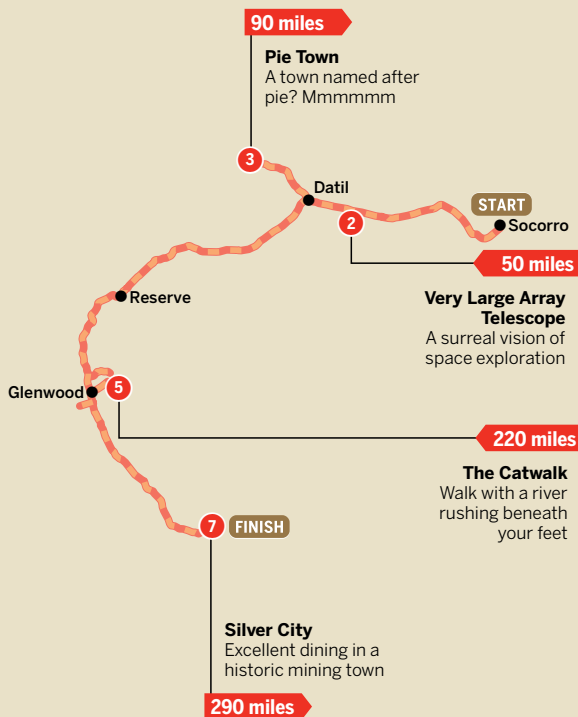 90 miles
Pie Town
A town named after
pie? Mmmmmm
3
Datil
START
2
Socorro
50 miles
Very Large Array
Telescope
A surreal vision of
space exploration
Reserve
Glenwood
5
220 miles
The Catwalk
Walk with a river
rushing beneath
your feet
7
FINISH
Silver City
Excellent dining in a
historic mining town
290 miles